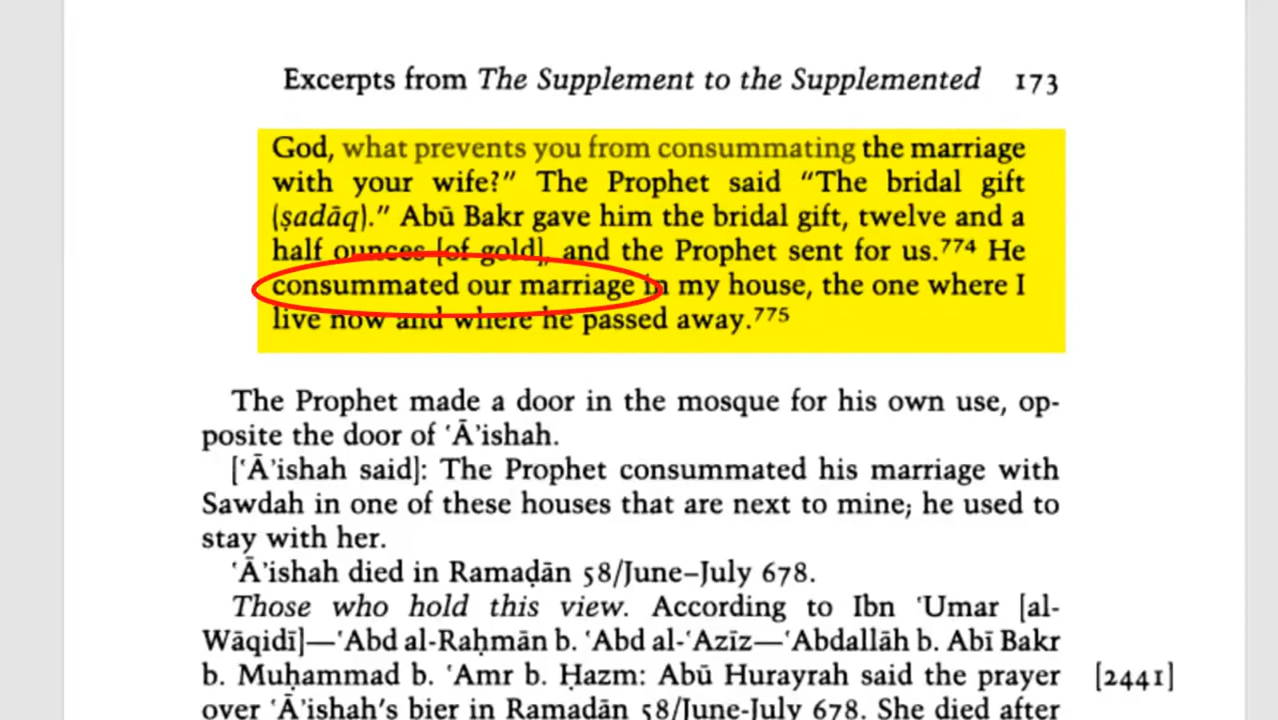 Excerpts from The Supplement to the Supplemented 173
God, what prevents you from consummating the marriage
with your wife?” The Prophet said “The bridal gift
(ṣadāq).” Abū Bakr gave him the bridal gift, twelve and a
half ounces [of gold], and the Prophet sent for us.⁷⁷⁴ He
consummated our marriage in my house, the one where I
live now and where he passed away.⁷⁷⁵
The Prophet made a door in the mosque for his own use, op-
posite the door of ʿĀʾishah.
[ʿĀʾishah said]: The Prophet consummated his marriage with
Sawdah in one of these houses that are next to mine; he used to
stay with her.
ʿĀʾishah died in Ramaḍān 58/June–July 678.
Those who hold this view. According to Ibn ʿUmar [al-
Wāqidī]—ʿAbd al-Raḥmān b. ʿAbd al-ʿAzīz—ʿAbdallāh b. Abī Bakr
b. Muḥammad b. ʿAmr b. Ḥazm: Abū Hurayrah said the prayer [2441]
over ʿĀʾishah’s bier in Ramaḍān 58/June-July 678. She died after